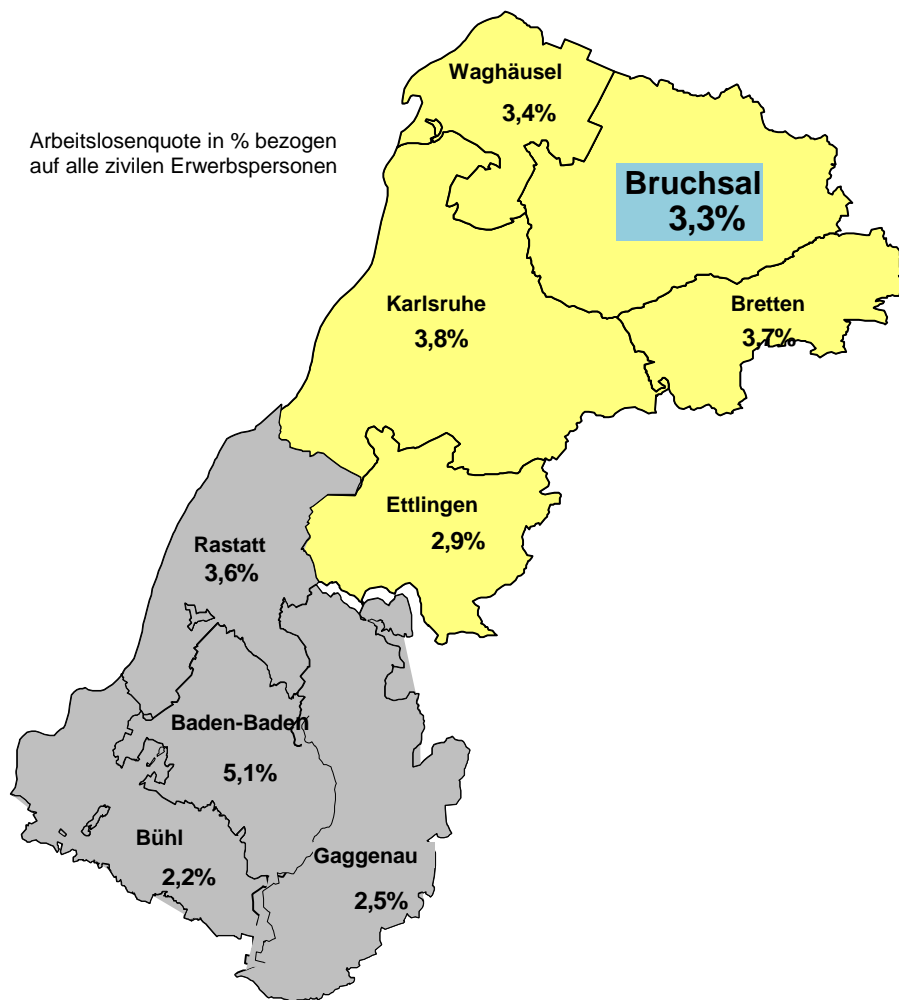 Waghäusel
3,4%
Arbeitslosenquote in % bezogen
auf alle zivilen Erwerbspersonen
Bruchsal
3,3%
Karlsruhe
3,8%
Bretten
3,7%
Ettlingen
2,9%
Rastatt
3,6%
Baden-Baden
5,1%
Bühl
2,2%
Gaggenau
2,5%